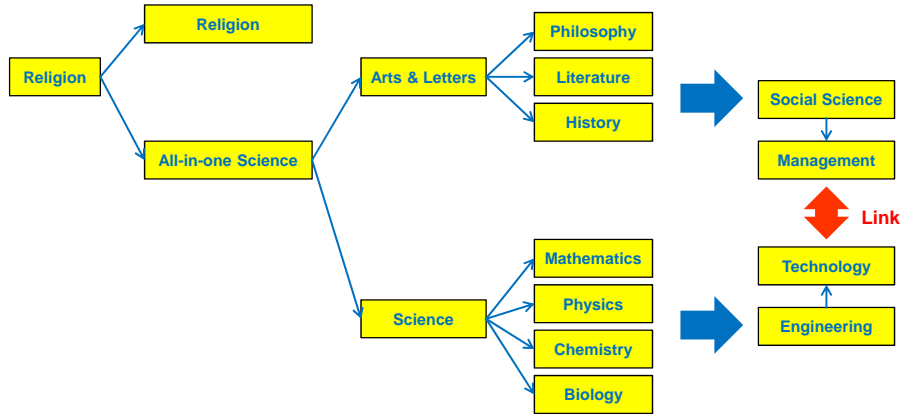 Religion
Religion
All-in-one Science
Arts & Letters
Science
Philosophy
Literature
History
Mathematics
Physics
Chemistry
Biology
Social Science
Management
Link
Technology
Engineering